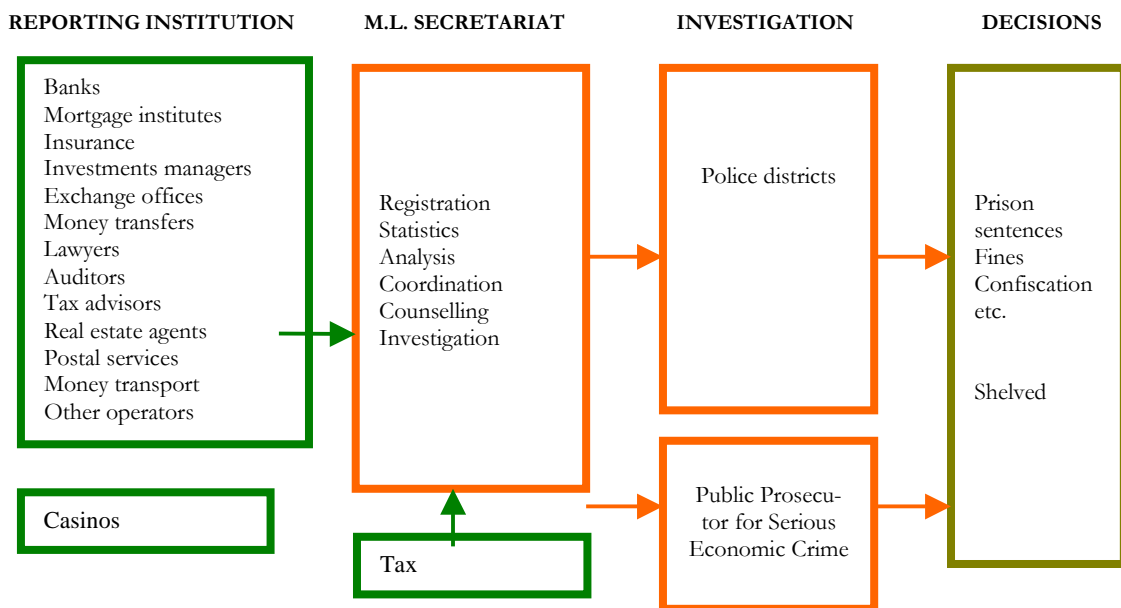 REPORTING INSTITUTION
M.L. SECRETARIAT
INVESTIGATION
DECISIONS
Banks
Mortgage institutes
Insurance
Investments managers
Exchange offices
Money transfers
Lawyers
Auditors
Tax advisors
Real estate agents
Postal services
Money transport
Other operators
Casinos
Registration
Statistics
Analysis
Coordination
Counselling
Investigation
Tax
Police districts
Public Prosecu-
tor for Serious
Economic Crime
Prison
sentences
Fines
Confiscation
etc.
Shelved